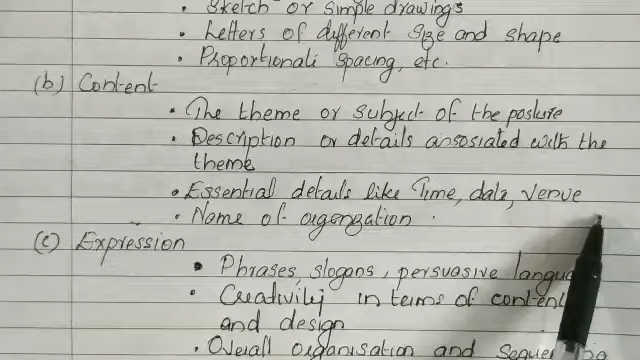 • Sketch or simple drawings
• Letters of different size and shape
• Proportionali spacing, etc.
(b) Content
• The theme or subject of the posture
• Description or details assosiated with the
theme
• Essential details like Time, date, Venue
• Name of organization.
(c) Expression
• Phrases, slogans, persuasive
• Creativity in terms of content
and design
• Overall organisation and